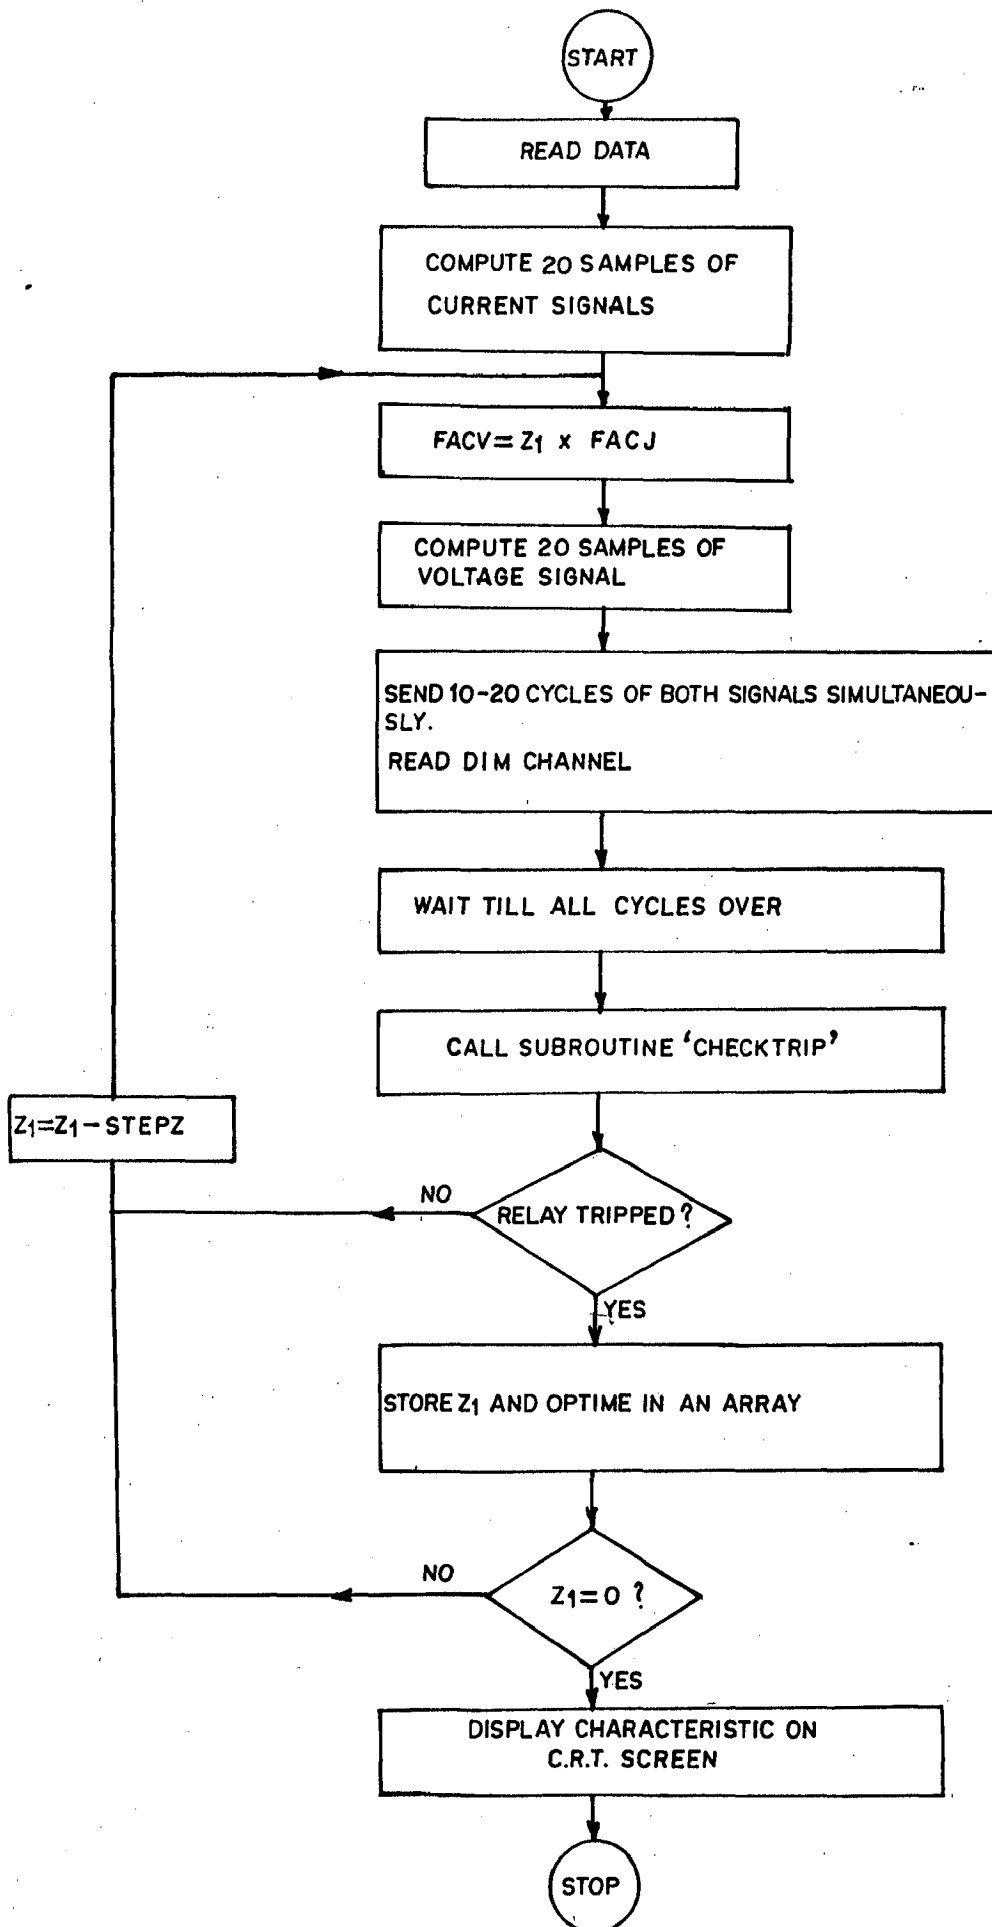 START
READ DATA
COMPUTE 20 SAMPLES OF
CURRENT SIGNALS
FACV=Z1 x FACJ
COMPUTE 20 SAMPLES OF
VOLTAGE SIGNAL
SEND 10-20 CYCLES OF BOTH SIGNALS SIMULTANEOU-
SLY.
READ DIM CHANNEL
WAIT TILL ALL CYCLES OVER
CALL SUBROUTINE 'CHECKTRIP'
Z1=Z1-STEPZ
NO
RELAY TRIPPED?
YES
STORE Z1 AND OPTIME IN AN ARRAY
NO
Z1=0 ?
YES
DISPLAY CHARACTERISTIC ON
C.R.T. SCREEN
STOP